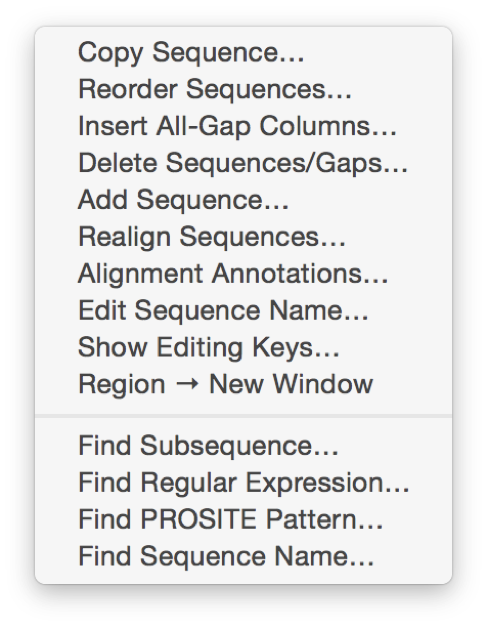 Copy Sequence...
Reorder Sequences...
Insert All-Gap Columns...
Delete Sequences/Gaps...
Add Sequence...
Realign Sequences...
Alignment Annotations...
Edit Sequence Name...
Show Editing Keys...
Region → New Window
Find Subsequence...
Find Regular Expression...
Find PROSITE Pattern...
Find Sequence Name...